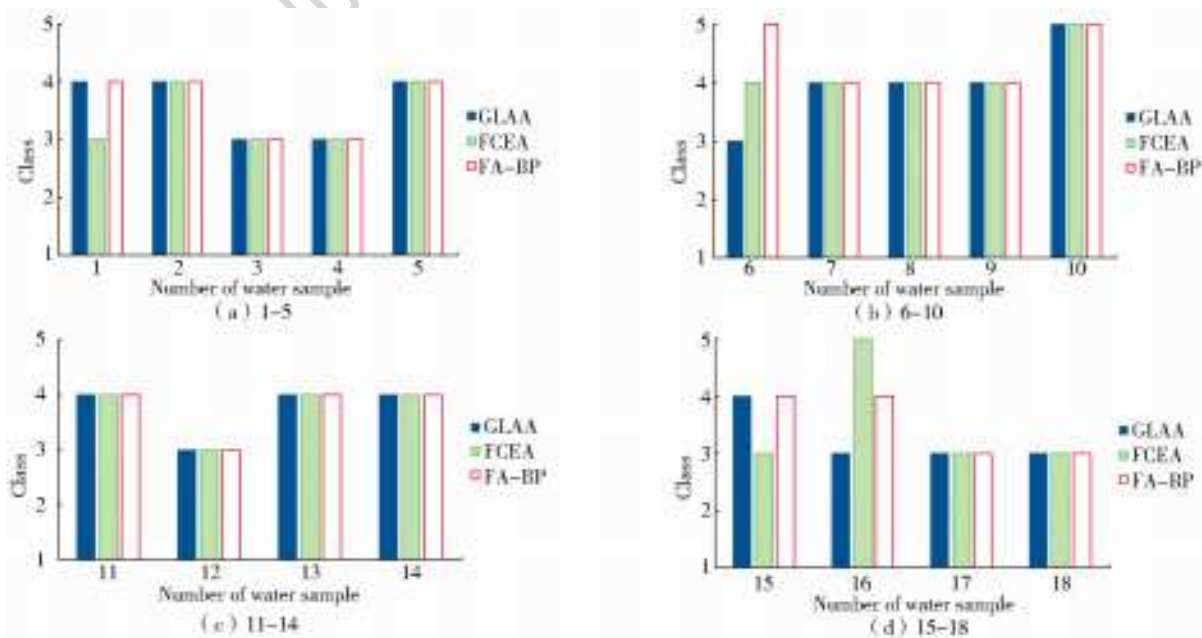 5
4
3
2
1
Class
1 2 3 4 5
Number of water sample
( a ) 1-5
GLAA
FCEA
FA-BP
5
4
3
2
1
Class
6 7 8 9 10
Number of water sample
( b ) 6-10
GLAA
FCEA
FA-BP
5
4
3
2
1
Class
11 12 13 14
Number of water sample
( c ) 11-14
GLAA
FCEA
FA-BP
5
4
3
2
1
Class
15 16 17 18
Number of water sample
( d ) 15-18
GLAA
FCEA
FA-BP